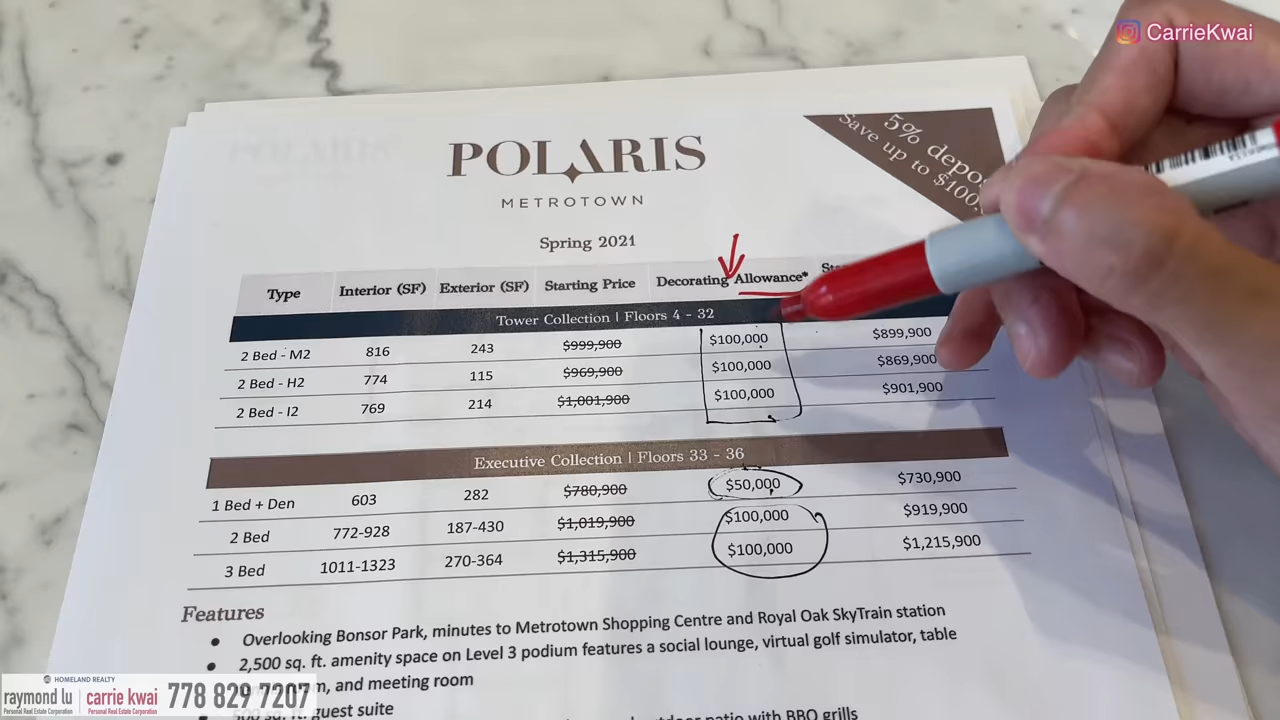 CarrieKwai
5% depo
Save up to $100,
POLARIS
METROTOWN
Spring 2021
Type Interior (SF) Exterior (SF) Starting Price Decorating Allowance*
Tower Collection | Floors 4 - 32
2 Bed - M2 816 243 $999,900 $100,000 $899,900
2 Bed - H2 774 115 $969,900 $100,000 $869,900
2 Bed - I2 769 214 $1,001,900 $100,000 $901,900
Executive Collection | Floors 33 - 36
1 Bed + Den 603 282 $780,900 $50,000 $730,900
2 Bed 772-928 187-430 $1,019,900 $100,000 $919,900
3 Bed 1011-1323 270-364 $1,315,900 $100,000 $1,215,900
Features
• Overlooking Bonsor Park, minutes to Metrotown Shopping Centre and Royal Oak SkyTrain station
• 2,500 sq. ft. amenity space on Level 3 podium features a social lounge, virtual golf simulator, table
and meeting room
sq. ft. guest suite
patio with BBQ grills
HOMELAND REALTY
raymond lu carrie kwai 778 829 7207
Personal Real Estate Corporation Personal Real Estate Corporation